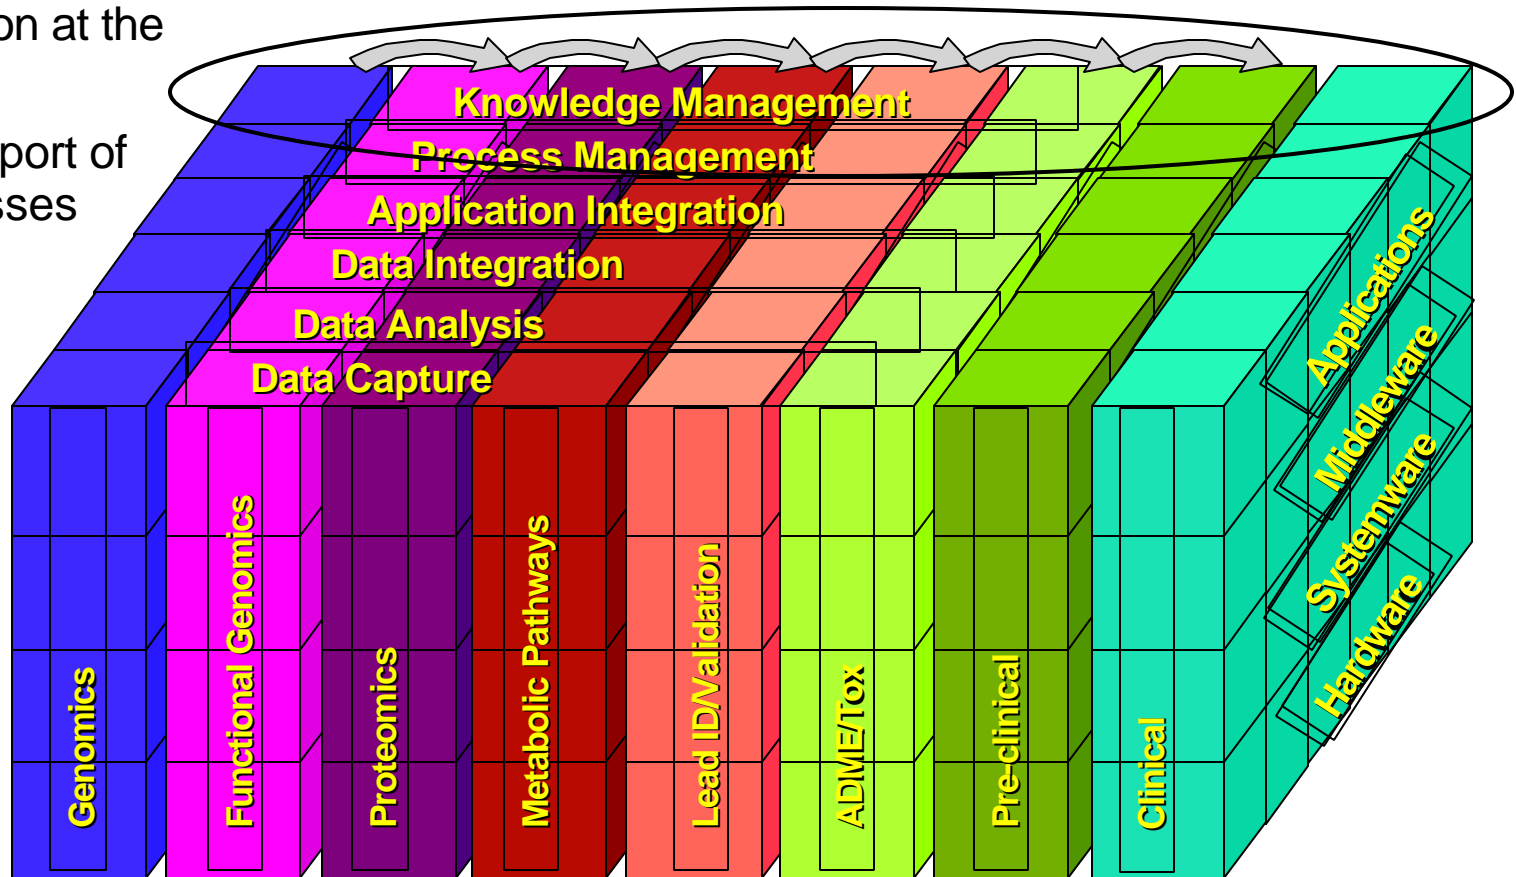 on at the
port of
sses
Knowledge Management
Process Management
Application Integration
Data Integration
Data Analysis
Data Capture
Genomics
Functional Genomics
Proteomics
Metabolic Pathways
Lead ID/Validation
ADME/Tox
Pre-clinical
Clinical
Applications
Middleware
Systemware
Hardware